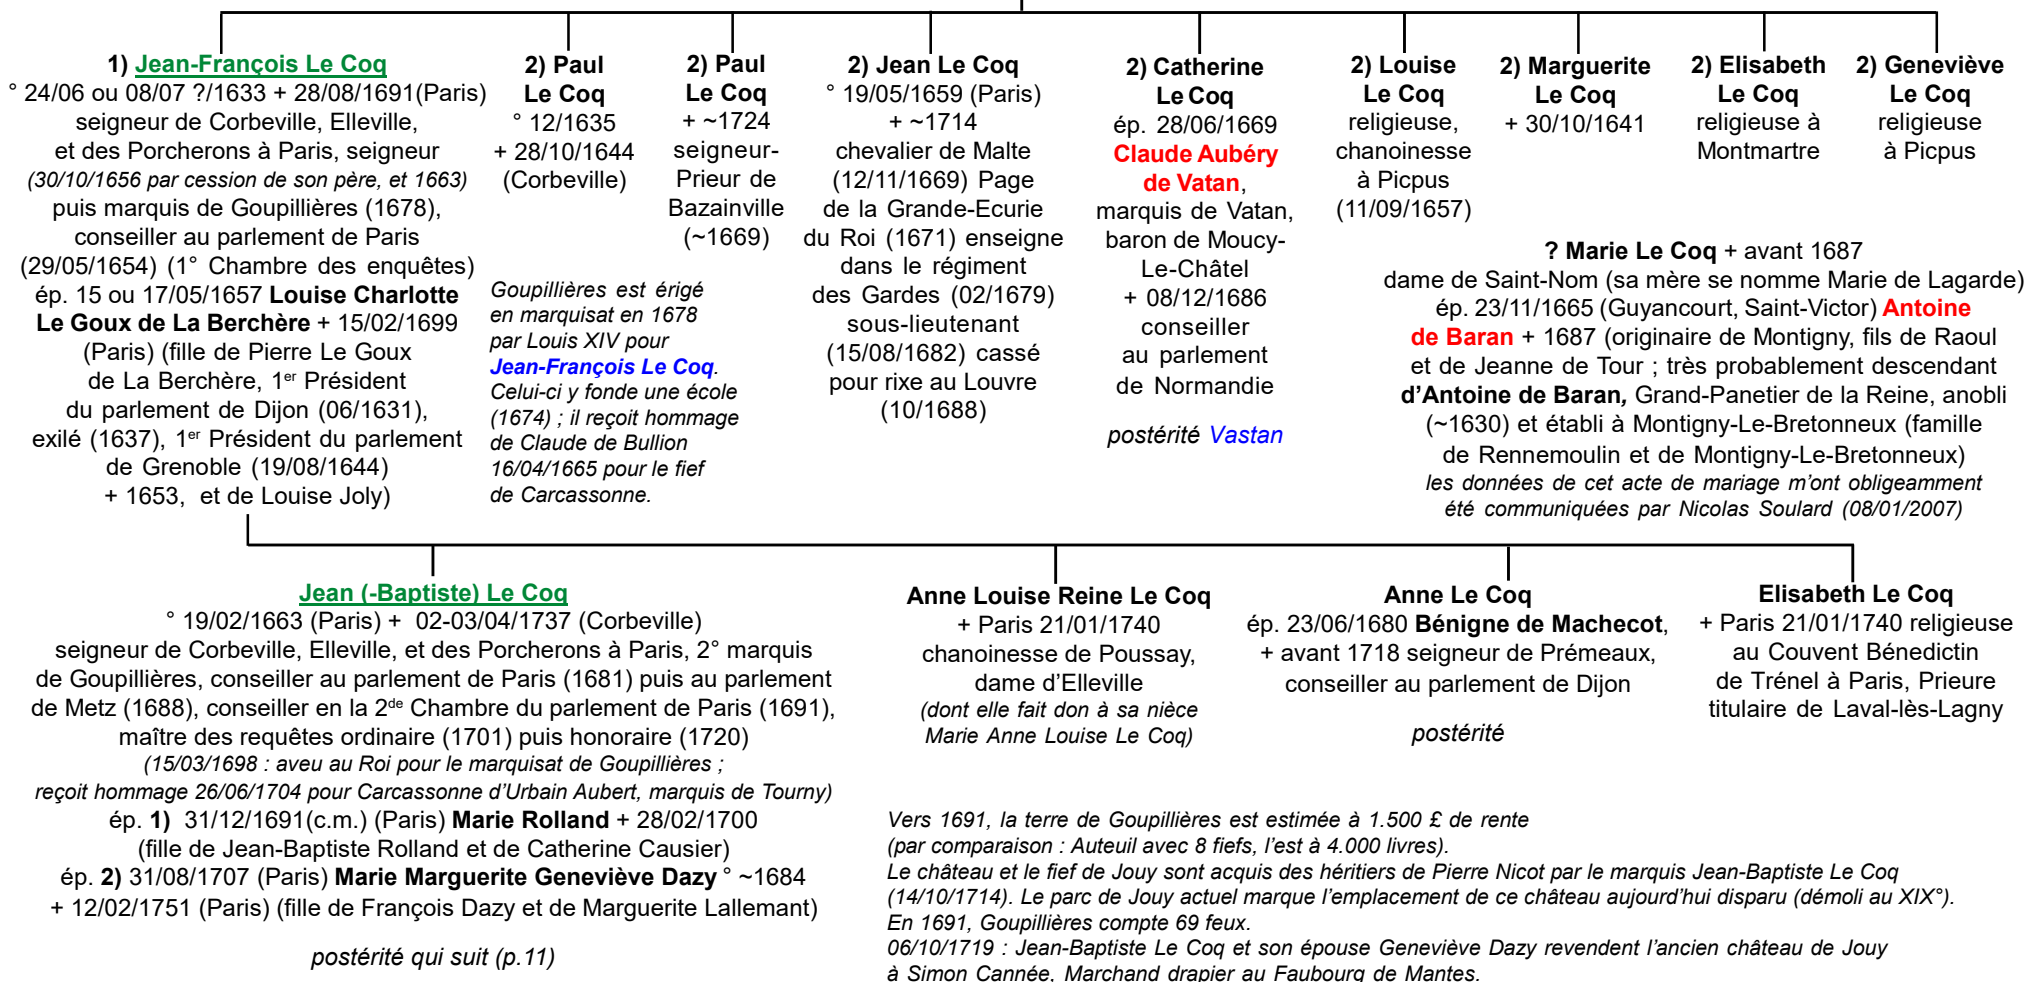 1) Jean-François Le Coq
° 24/06 ou 08/07 ?/1633 + 28/08/1691(Paris)
seigneur de Corbeville, Elleville,
et des Porcherons à Paris, seigneur
(30/10/1656 par cession de son père, et 1663)
puis marquis de Goupillières (1678),
conseiller au parlement de Paris
(29/05/1654) (1° Chambre des enquêtes)
ép. 15 ou 17/05/1657 Louise Charlotte
Le Goux de La Berchère + 15/02/1699
(Paris) (fille de Pierre Le Goux
de La Berchère, 1er Président
du parlement de Dijon (06/1631),
exilé (1637), 1er Président du parlement
de Grenoble (19/08/1644)
+ 1653, et de Louise Joly)
2) Paul
Le Coq
° 12/1635
+ 28/10/1644
(Corbeville)
2) Paul
Le Coq
+ ~1724
seigneur-
Prieur de
Bazainville
(~1669)
Goupillières est érigé
en marquisat en 1678
par Louis XIV pour
Jean-François Le Coq.
Celui-ci y fonde une école
(1674) ; il reçoit hommage
de Claude de Bullion
16/04/1665 pour le fief
de Carcassonne.
2) Jean Le Coq
° 19/05/1659 (Paris)
+ ~1714
chevalier de Malte
(12/11/1669) Page
de la Grande-Ecurie
du Roi (1671) enseigne
dans le régiment
des Gardes (02/1679)
sous-lieutenant
(15/08/1682) cassé
pour rixe au Louvre
(10/1688)
2) Catherine
Le Coq
ép. 28/06/1669
Claude Aubéry
de Vatan,
marquis de Vatan,
baron de Moucy-
Le-Châtel
+ 08/12/1686
conseiller
au parlement
de Normandie
postérité Vastan
2) Louise
Le Coq
religieuse,
chanoinesse
à Picpus
(11/09/1657)
2) Marguerite
Le Coq
+ 30/10/1641
2) Elisabeth
Le Coq
religieuse à
Montmartre
2) Geneviève
Le Coq
religieuse
à Picpus
? Marie Le Coq + avant 1687
dame de Saint-Nom (sa mère se nomme Marie de Lagarde)
ép. 23/11/1665 (Guyancourt, Saint-Victor) Antoine
de Baran + 1687 (originaire de Montigny, fils de Raoul
et de Jeanne de Tour ; très probablement descendant
d'Antoine de Baran, Grand-Panetier de la Reine, anobli
(~1630) et établi à Montigny-Le-Bretonneux (famille
de Rennemoulin et de Montigny-Le-Bretonneux)
les données de cet acte de mariage m'ont obligeamment
été communiquées par Nicolas Soulard (08/01/2007)
Jean (-Baptiste) Le Coq
° 19/02/1663 (Paris) + 02-03/04/1737 (Corbeville)
seigneur de Corbeville, Elleville, et des Porcherons à Paris, 2° marquis
de Goupillières, conseiller au parlement de Paris (1681) puis au parlement
de Metz (1688), conseiller en la 2de Chambre du parlement de Paris (1691),
maître des requêtes ordinaire (1701) puis honoraire (1720)
(15/03/1698 : aveu au Roi pour le marquisat de Goupillières ;
reçoit hommage 26/06/1704 pour Carcassonne d'Urbain Aubert, marquis de Tourny)
ép. 1) 31/12/1691(c.m.) (Paris) Marie Rolland + 28/02/1700
(fille de Jean-Baptiste Rolland et de Catherine Causier)
ép. 2) 31/08/1707 (Paris) Marie Marguerite Geneviève Dazy ° ~1684
+ 12/02/1751 (Paris) (fille de François Dazy et de Marguerite Lallemant)
postérité qui suit (p.11)
Anne Louise Reine Le Coq
+ Paris 21/01/1740
chanoinesse de Poussay,
dame d'Elleville
(dont elle fait don à sa nièce
Marie Anne Louise Le Coq)
Anne Le Coq
ép. 23/06/1680 Bénigne de Machecot,
+ avant 1718 seigneur de Prémeaux,
conseiller au parlement de Dijon
postérité
Elisabeth Le Coq
+ Paris 21/01/1740 religieuse
au Couvent Bénedictin
de Trénel à Paris, Prieure
titulaire de Laval-lès-Lagny
Vers 1691, la terre de Goupillières est estimée à 1.500 £ de rente
(par comparaison : Auteuil avec 8 fiefs, l'est à 4.000 livres).
Le château et le fief de Jouy sont acquis des héritiers de Pierre Nicot par le marquis Jean-Baptiste Le Coq
(14/10/1714). Le parc de Jouy actuel marque l'emplacement de ce château aujourd'hui disparu (démoli au XIX°).
En 1691, Goupillières compte 69 feux.
06/10/1719 : Jean-Baptiste Le Coq et son épouse Geneviève Dazy revendent l'ancien château de Jouy
à Simon Cannée, Marchand drapier au Faubourg de Mantes.